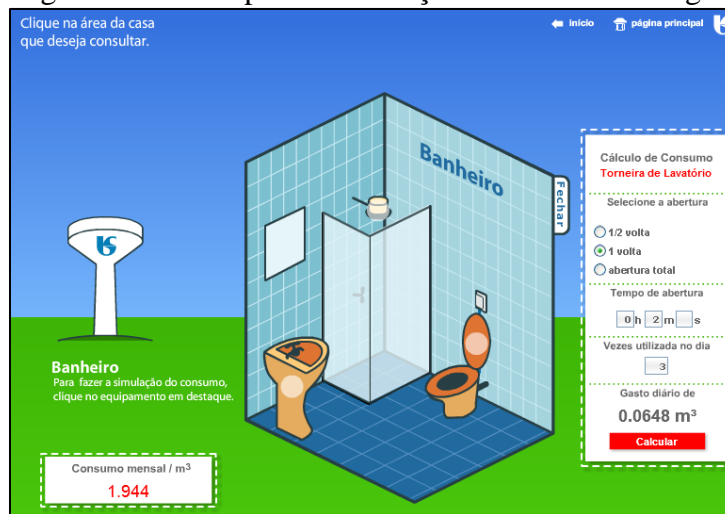 Clique na área da casa
que deseja consultar.
início
página principal
Banheiro
Fechar
Cálculo de Consumo
Torneira de Lavatório
Selecione a abertura
1/2 volta
1 volta
abertura total
Tempo de abertura
0 h 2 m s
Vezes utilizada no dia
3
Gasto diário de
0.0648 m³
Calcular
Banheiro
Para fazer a simulação do consumo,
clique no equipamento em destaque.
Consumo mensal / m³
1.944